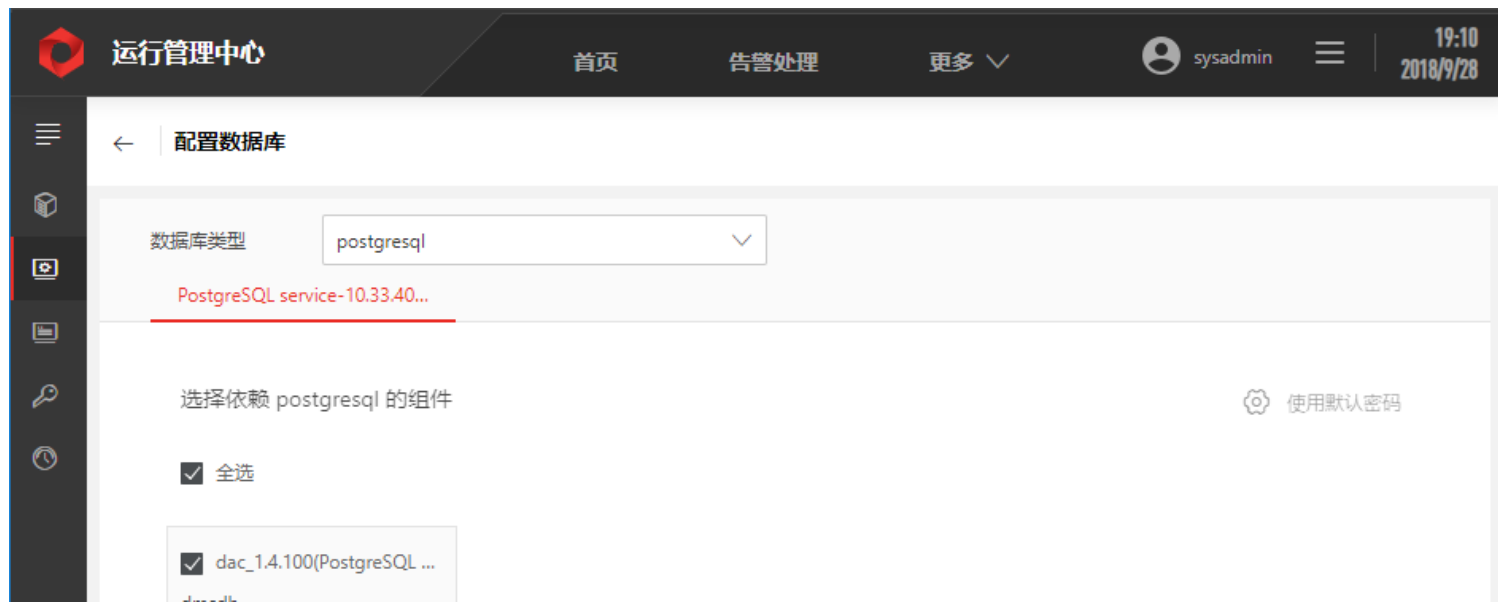 运行管理中心
首页
告警处理
更多
sysadmin
19:10
2018/9/28
配置数据库
数据库类型
postgresql
PostgreSQL service-10.33.40...
选择依赖 postgresql 的组件
使用默认密码
全选
dac_1.4.100(PostgreSQL ...